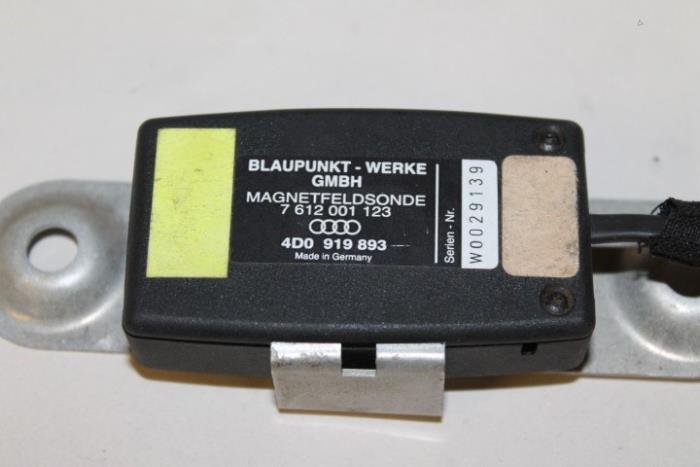 BLAUPUNKT - WERKE
GMBH
MAGNETFELDSONDE
7 612 001 123
4D0 919 893
Made in Germany
Serien - Nr.
W0029139